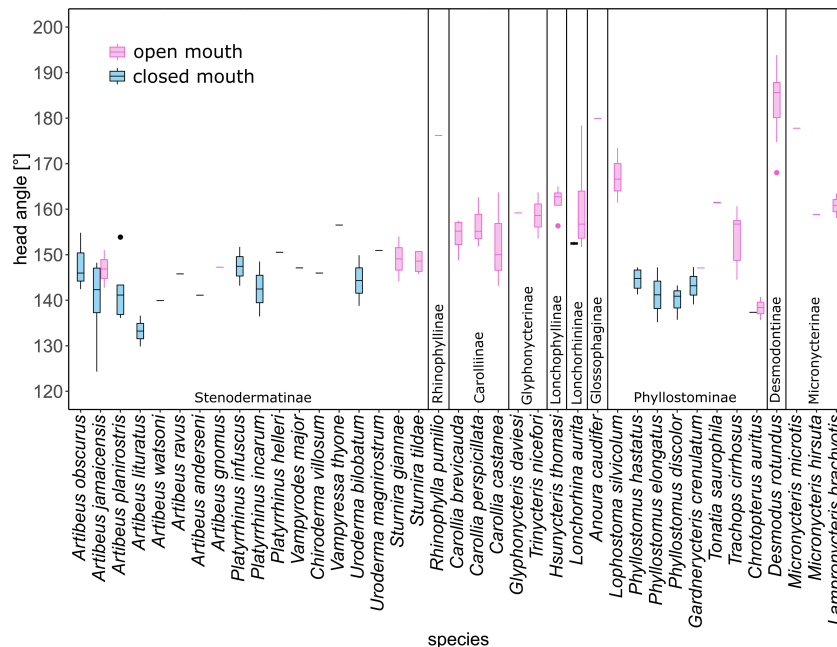 200
190
180
170
160
150
140
130
120
head angle [°]
open mouth
closed mouth
Stenodermatinae
Rhinophyllinae
Carolliinae
Glyphonycterinae
Lonchophyllinae
Lonchorhininae
Glossophaginae
Phyllostominae
Desmodontinae
Micronycterinae
Artibeus obscurus
Artibeus jamaicensis
Artibeus planirostris
Artibeus lituratus
Artibeus watsoni
Artibeus ravus
Artibeus anderseni
Artibeus gnomus
Platyrrhinus infuscus
Platyrrhinus incarum
Platyrrhinus helleri
Vampyrodes major
Chiroderma villosum
Vampyressa thyone
Uroderma bilobatum
Uroderma magnirostrum
Sturnira giannae
Sturnira tildae
Rhinophylla pumilio
Carollia brevicauda
Carollia perspicillata
Carollia castanea
Glyphonycteris daviesi
Trinycteris nicefori
Hsunycteris thomasi
Lonchorhina aurita
Anoura caudifer
Lophostoma silvicolum
Phyllostomus hastatus
Phyllostomus elongatus
Phyllostomus discolor
Gardnerycteris crenulatum
Tonatia saurophila
Trachops cirrhosus
Chrotopterus auritus
Desmodus rotundus
Micronycteris microtis
Micronycteris hirsuta
Lampronycteris brachyotis
species